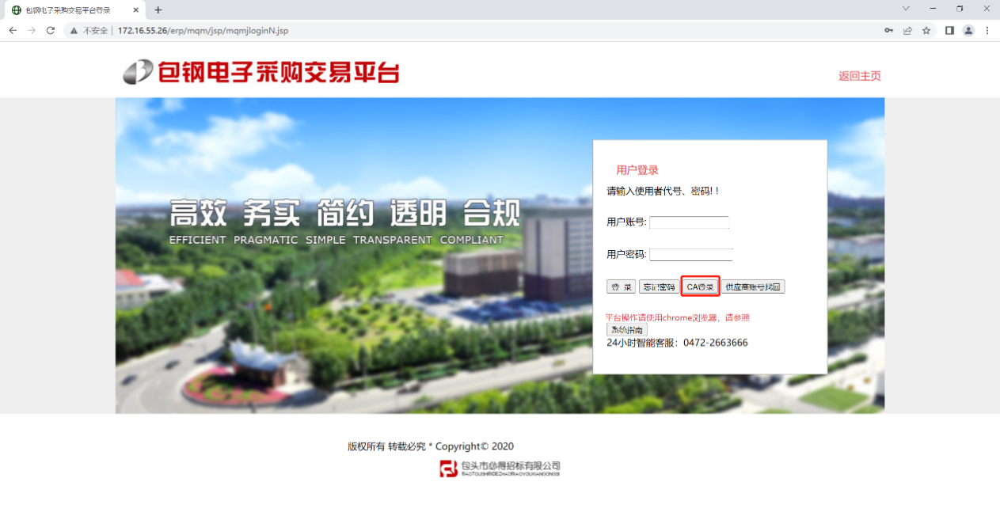 包钢电子采购交易平台登录
不安全 | 172.16.55.26/erp/mqm/jsp/mqmjloginN.jsp
包钢电子采购交易平台
返回主页
高效 务实 简约 透明 合规
EFFICIENT PRAGMATIC SIMPLE TRANSPARENT COMPLIANT
用户登录
请输入使用者代号、密码!！
用户账号:
用户密码:
登 录 忘记密码 CA登录 供应商账号找回
平台操作请使用chrome浏览器，请参照
系统指南
24小时智能客服：0472-2663666
版权所有 转载必究 * Copyright© 2020
包头市必得招标有限公司
BAOTOUSHIBIDEZHAOBIAOYOUXIANGONGSI